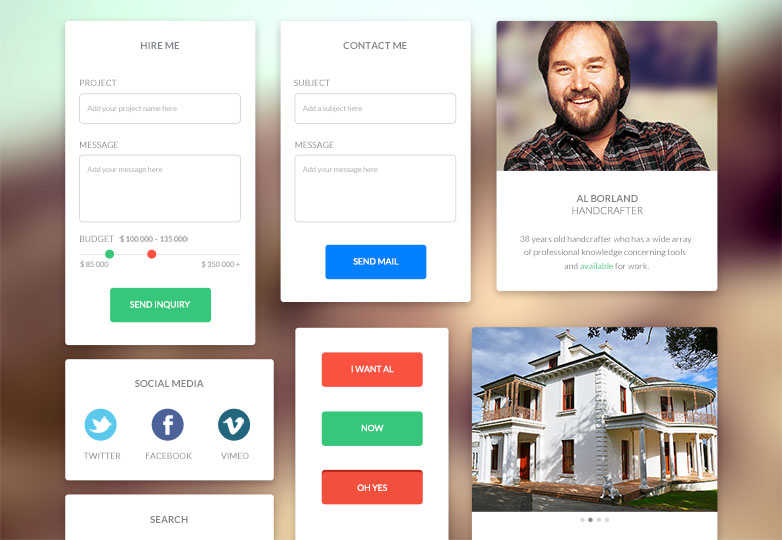 HIRE ME
PROJECT
Add your project name here
MESSAGE
Add your message here
BUDGET $ 100 000 - 135 000
$ 85 000 $ 350 000 +
SEND INQUIRY
CONTACT ME
SUBJECT
Add a subject here
MESSAGE
Add your message here
SEND MAIL
AL BORLAND
HANDCRAFTER
38 years old handcrafter who has a wide array
of professional knowledge concerning tools
and available for work.
SOCIAL MEDIA
TWITTER FACEBOOK VIMEO
SEARCH
I WANT AL
NOW
OH YES